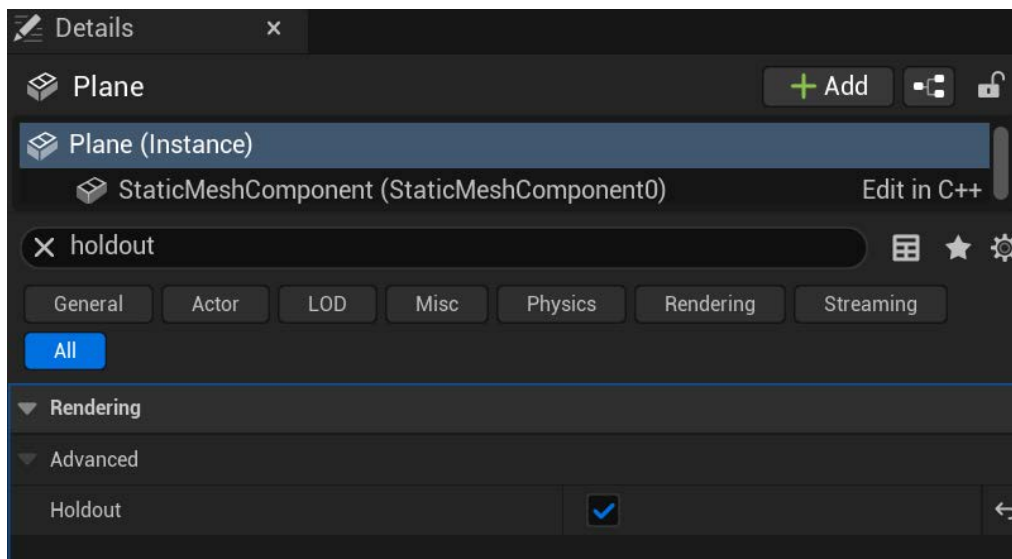 Details
Plane
Add
Plane (Instance)
StaticMeshComponent (StaticMeshComponent0) Edit in C++
holdout
General Actor LOD Misc Physics Rendering Streaming
All
Rendering
Advanced
Holdout